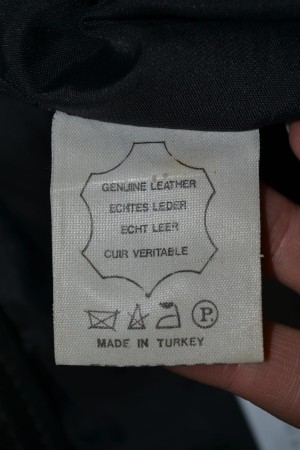 GENUINE LEATHER
ECHTES LEDER
ECHT LEER
CUIR VERITABLE
P.
MADE IN TURKEY